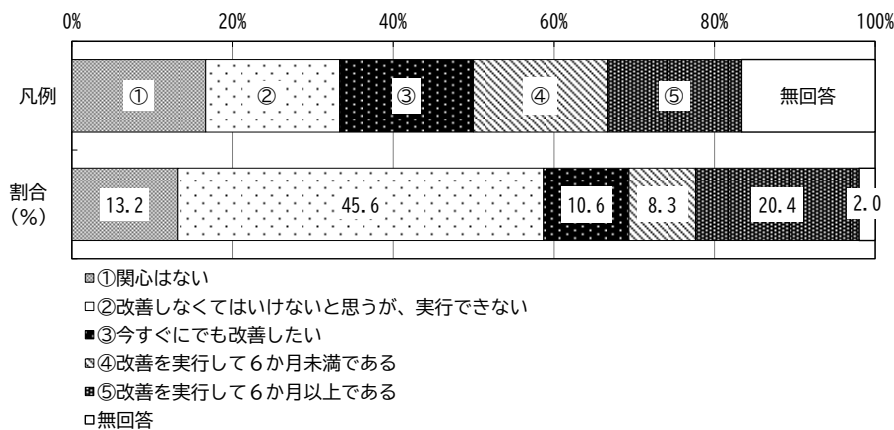 0% 20% 40% 60% 80% 100%
凡例 ① ② ③ ④ ⑤ 無回答
割合
(%)
13.2 45.6 10.6 8.3 20.4 2.0
①関心はない
②改善しなくてはいけないと思うが、実行できない
③今すぐにでも改善したい
④改善を実行して６か月未満である
⑤改善を実行して６か月以上である
無回答